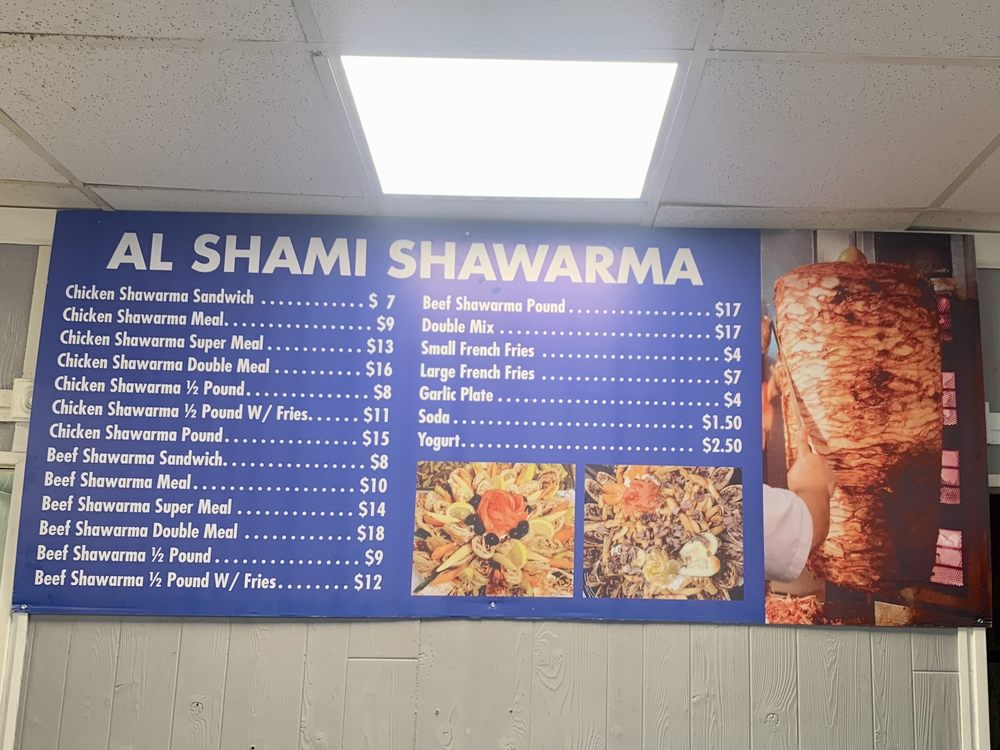 AL SHAMI SHAWARMA
Chicken Shawarma Sandwich .............. $ 7
Chicken Shawarma Meal..................... $9
Chicken Shawarma Super Meal ............. $13
Chicken Shawarma Double Meal ............ $16
Chicken Shawarma ½ Pound................. $8
Chicken Shawarma ½ Pound W/ Fries....... $11
Chicken Shawarma Pound.................... $15
Beef Shawarma Sandwich.................... $8
Beef Shawarma Meal........................ $10
Beef Shawarma Super Meal ................ $14
Beef Shawarma Double Meal ............... $18
Beef Shawarma ½ Pound.................... $9
Beef Shawarma ½ Pound W/ Fries.......... $12
Beef Shawarma Pound................... $17
Double Mix ............................ $17
Small French Fries ...................... $4
Large French Fries ...................... $7
Garlic Plate ............................. $4
Soda................................... $1.50
Yogurt................................. $2.50